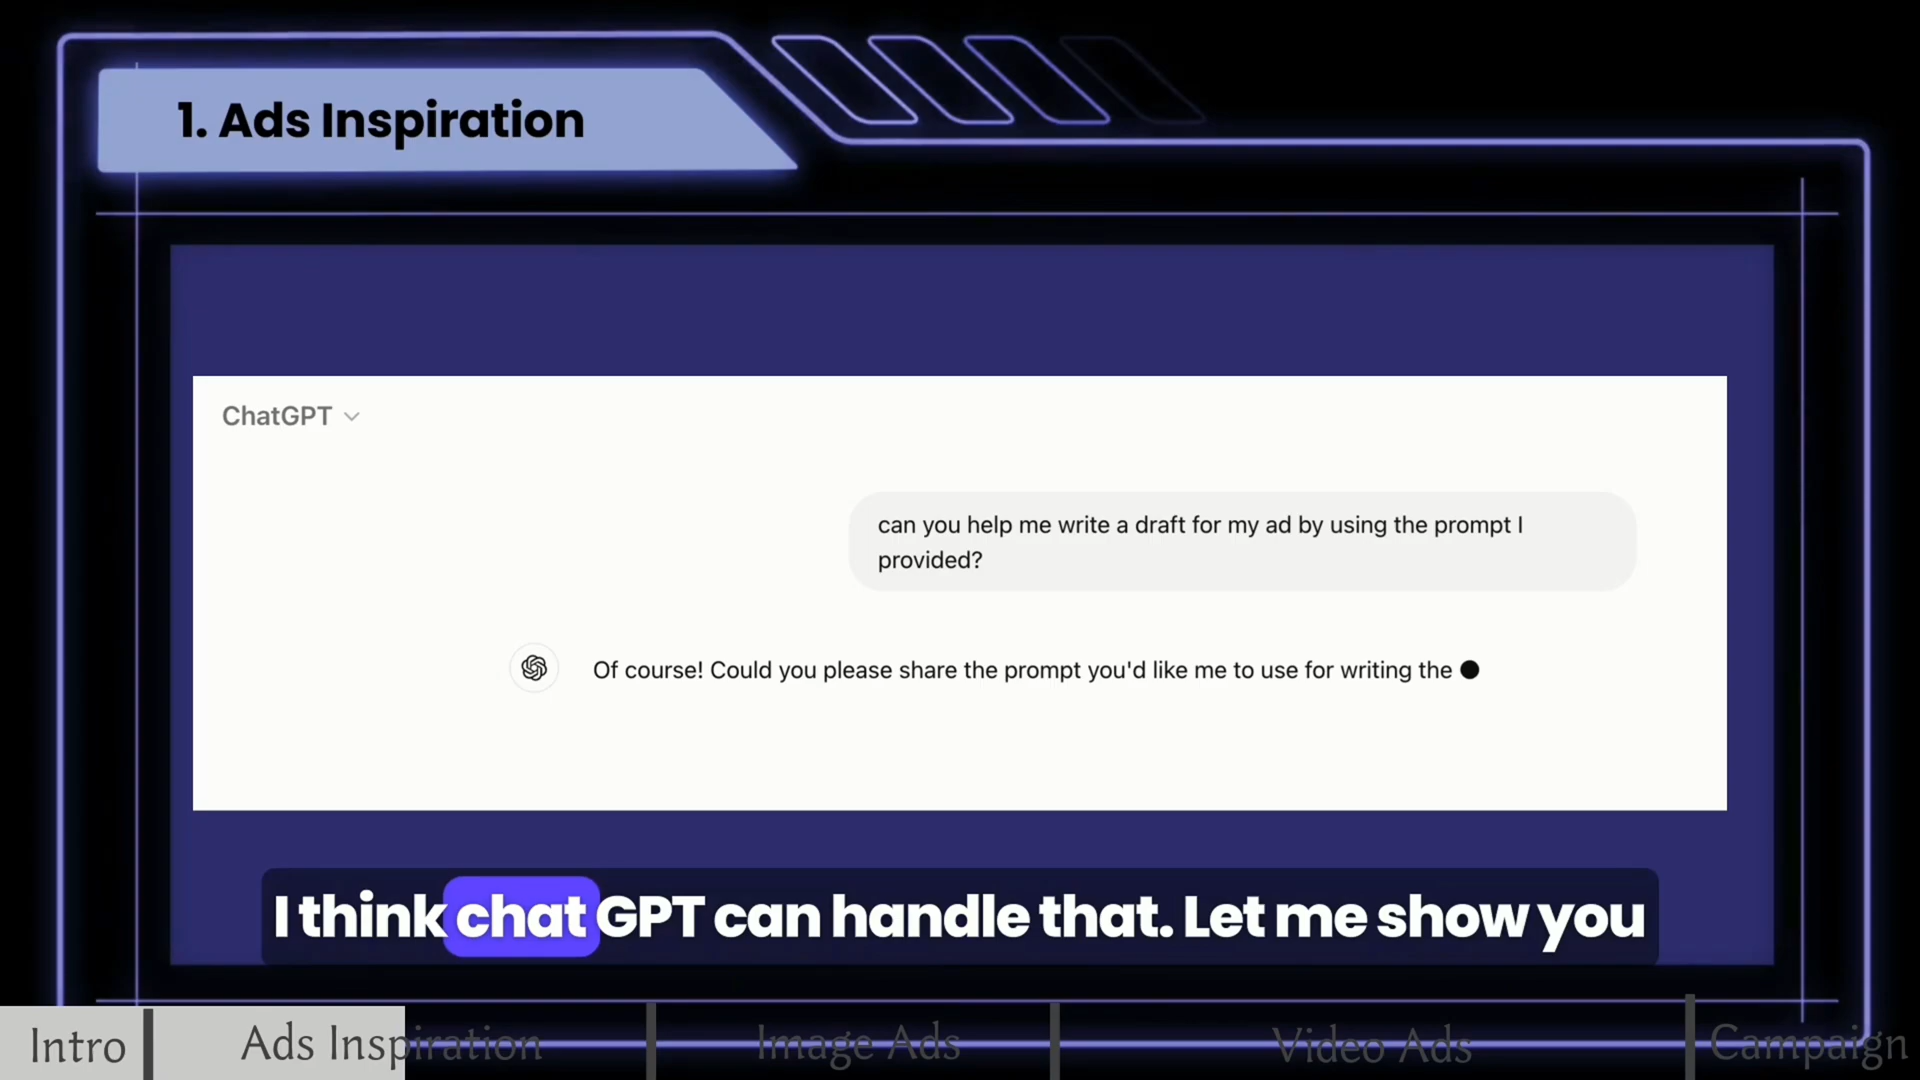 1. Ads Inspiration
ChatGPT
can you help me write a draft for my ad by using the prompt I
provided?
Of course! Could you please share the prompt you'd like me to use for writing the
I think chat GPT can handle that. Let me show you
Intro
Ads Inspiration
Image Ads
Video Ads
Campaign